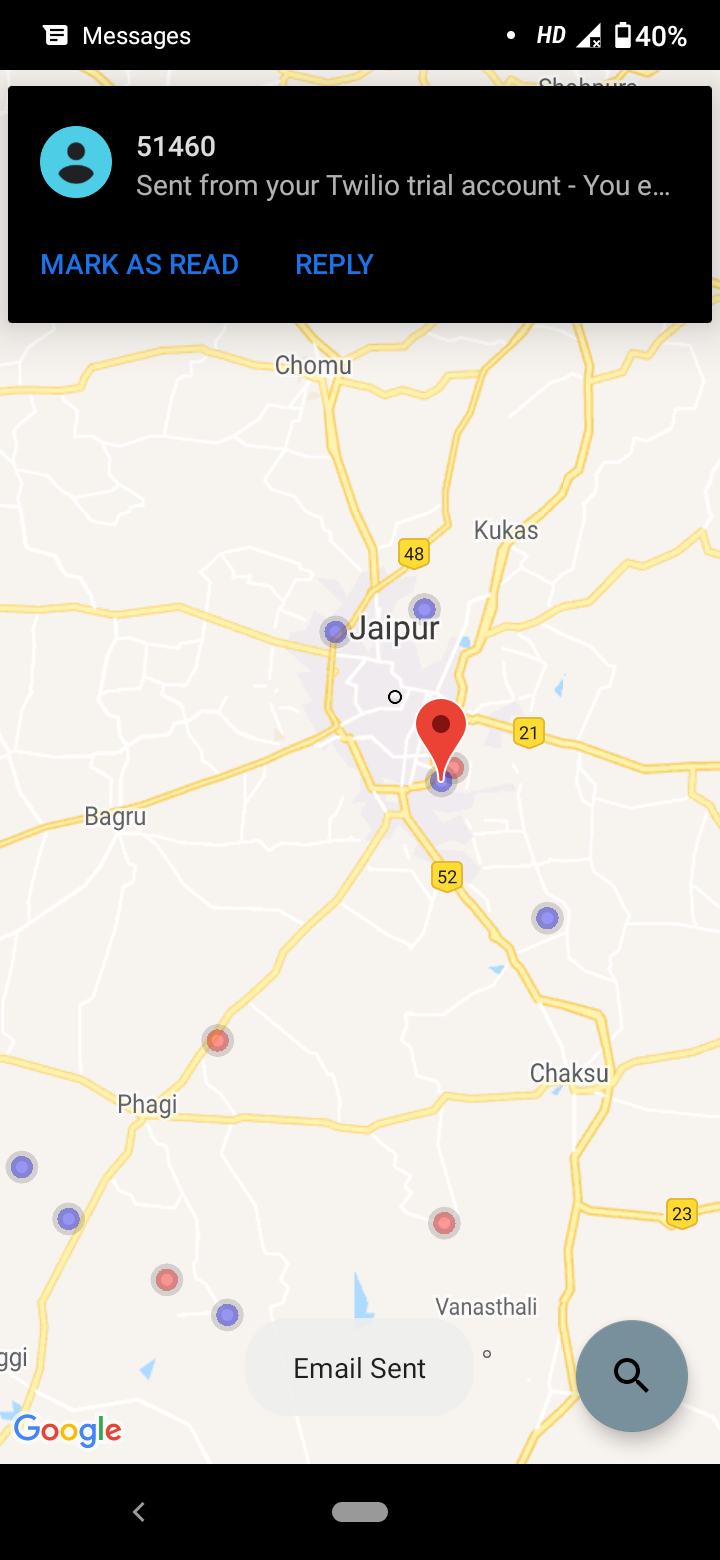 Messages
HD
40%
51460
Sent from your Twilio trial account - You e...
MARK AS READ
REPLY
Chomu
Kukas
48
Jaipur
21
Bagru
52
Chaksu
Phagi
23
Vanasthali
ggi
Email Sent
Google